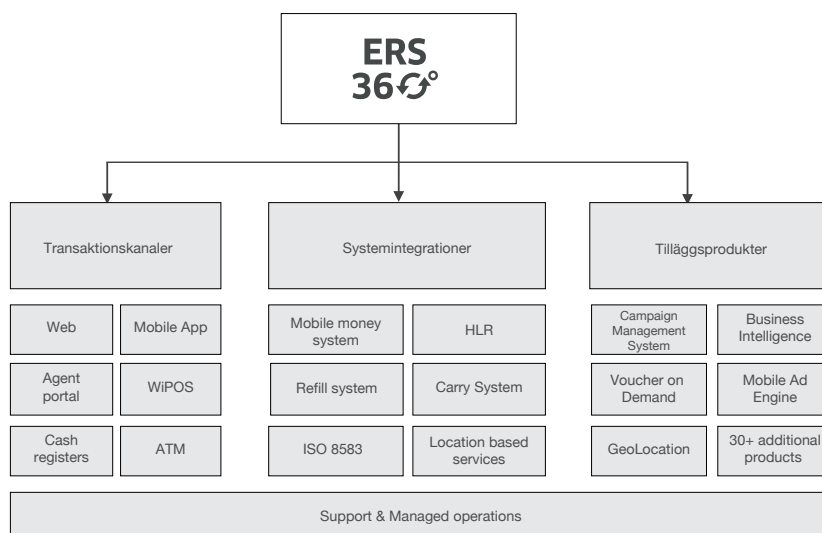 ERS
360°
Transaktionskanaler
Systemintegrationer
Tilläggsprodukter
Web
Mobile App
Mobile money
system
HLR
Campaign
Management
System
Business
Intelligence
Agent
portal
WiPOS
Refill system
Carry System
Voucher on
Demand
Mobile Ad
Engine
Cash
registers
ATM
ISO 8583
Location based
services
GeoLocation
30+ additional
products
Support & Managed operations